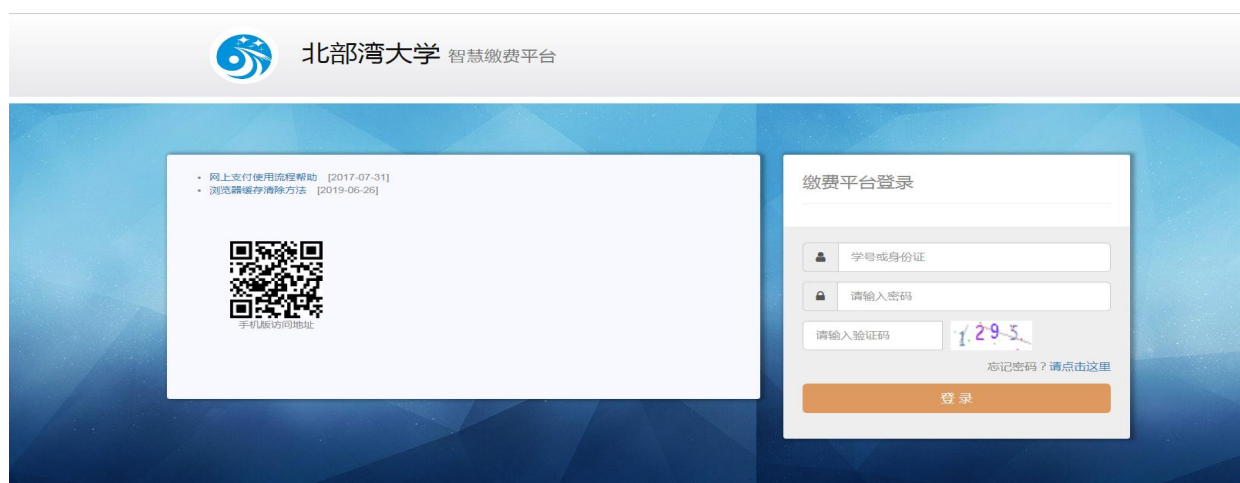 北部湾大学 智慧缴费平台
网上支付使用流程帮助 [2017-07-31]
浏览器缓存清除方法 [2019-06-26]
手机版访问地址
缴费平台登录
学号或身份证
请输入密码
请输入验证码 1295
忘记密码？请点击这里
登录